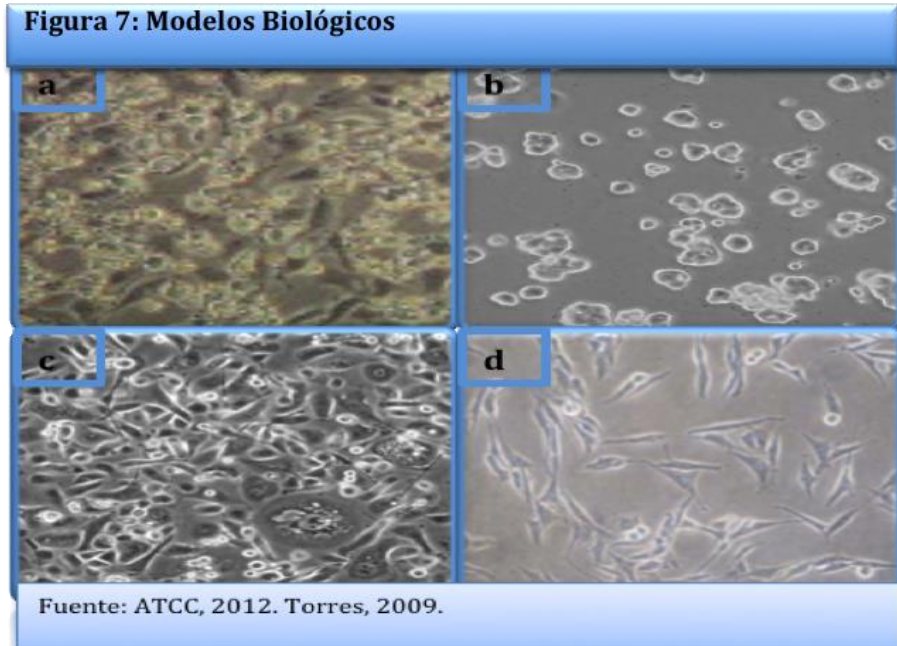 Figura 7: Modelos Biológicos
a
b
c
d
Fuente: ATCC, 2012. Torres, 2009.